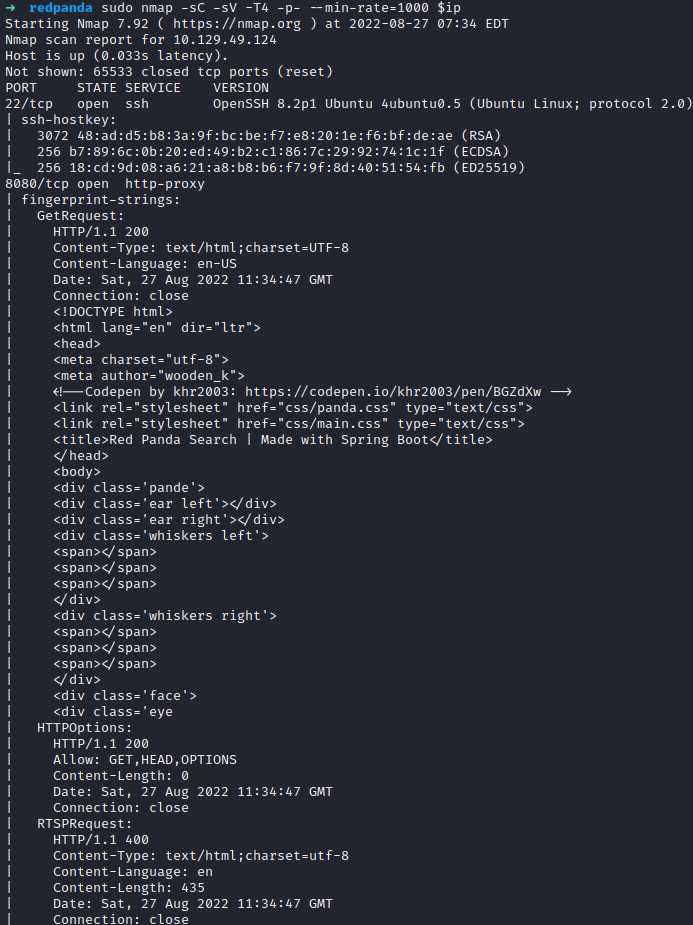 → redpanda sudo nmap -sC -sV -T4 -p- --min-rate=1000 $ip
Starting Nmap 7.92 ( https://nmap.org ) at 2022-08-27 07:34 EDT
Nmap scan report for 10.129.49.124
Host is up (0.033s latency).
Not shown: 65533 closed tcp ports (reset)
PORT     STATE SERVICE    VERSION
22/tcp   open  ssh        OpenSSH 8.2p1 Ubuntu 4ubuntu0.5 (Ubuntu Linux; protocol 2.0)
| ssh-hostkey:
|   3072 48:ad:d5:b8:3a:9f:bc:be:f7:e8:20:1e:f6:bf:de:ae (RSA)
|   256 b7:89:6c:0b:20:ed:49:b2:c1:86:7c:29:92:74:1c:1f (ECDSA)
|_  256 18:cd:9d:08:a6:21:a8:b8:b6:f7:9f:8d:40:51:54:fb (ED25519)
8080/tcp open  http-proxy
| fingerprint-strings:
|   GetRequest:
|     HTTP/1.1 200
|     Content-Type: text/html;charset=UTF-8
|     Content-Language: en-US
|     Date: Sat, 27 Aug 2022 11:34:47 GMT
|     Connection: close
|     <!DOCTYPE html>
|     <html lang="en" dir="ltr">
|     <head>
|     <meta charset="utf-8">
|     <meta author="wooden_k">
|     <!--Codepen by khr2003: https://codepen.io/khr2003/pen/BGZdXw -->
|     <link rel="stylesheet" href="css/panda.css" type="text/css">
|     <link rel="stylesheet" href="css/main.css" type="text/css">
|     <title>Red Panda Search | Made with Spring Boot</title>
|     </head>
|     <body>
|     <div class='pande'>
|     <div class='ear left'></div>
|     <div class='ear right'></div>
|     <div class='whiskers left'>
|     <span></span>
|     <span></span>
|     <span></span>
|     </div>
|     <div class='whiskers right'>
|     <span></span>
|     <span></span>
|     <span></span>
|     </div>
|     <div class='face'>
|     <div class='eye
|   HTTPOptions:
|     HTTP/1.1 200
|     Allow: GET,HEAD,OPTIONS
|     Content-Length: 0
|     Date: Sat, 27 Aug 2022 11:34:47 GMT
|     Connection: close
|   RTSPRequest:
|     HTTP/1.1 400
|     Content-Type: text/html;charset=utf-8
|     Content-Language: en
|     Content-Length: 435
|     Date: Sat, 27 Aug 2022 11:34:47 GMT
|     Connection: close